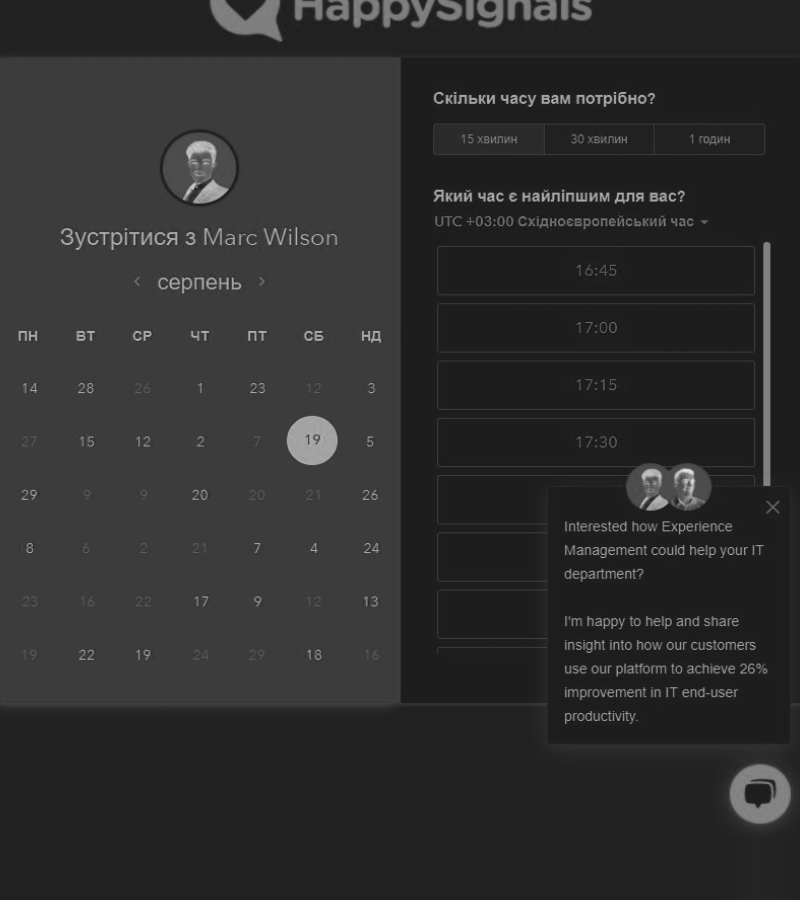 HappySignals
Зустрітися з Marc Wilson
серпень
ПН ВТ СР ЧТ ПТ СБ НД
14 28 26 1 23 12 3
27 15 12 2 7 19 5
29 9 9 20 20 21 26
8 6 2 21 7 4 24
23 16 22 17 9 12 13
19 22 19 24 29 18 16
Скільки часу вам потрібно?
15 хвилин 30 хвилин 1 годин
Який час є найліпшим для вас?
UTC +03:00 Східноєвропейський час
16:45
17:00
17:15
17:30
Interested how Experience
Management could help your IT
department?
I'm happy to help and share
insight into how our customers
use our platform to achieve 26%
improvement in IT end-user
productivity.